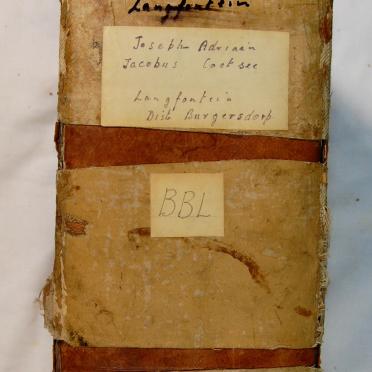 Langfontein
Joseph Adriaan
Jacobus Coetsee
Langfontein
Dist Burgersdorp
BBL